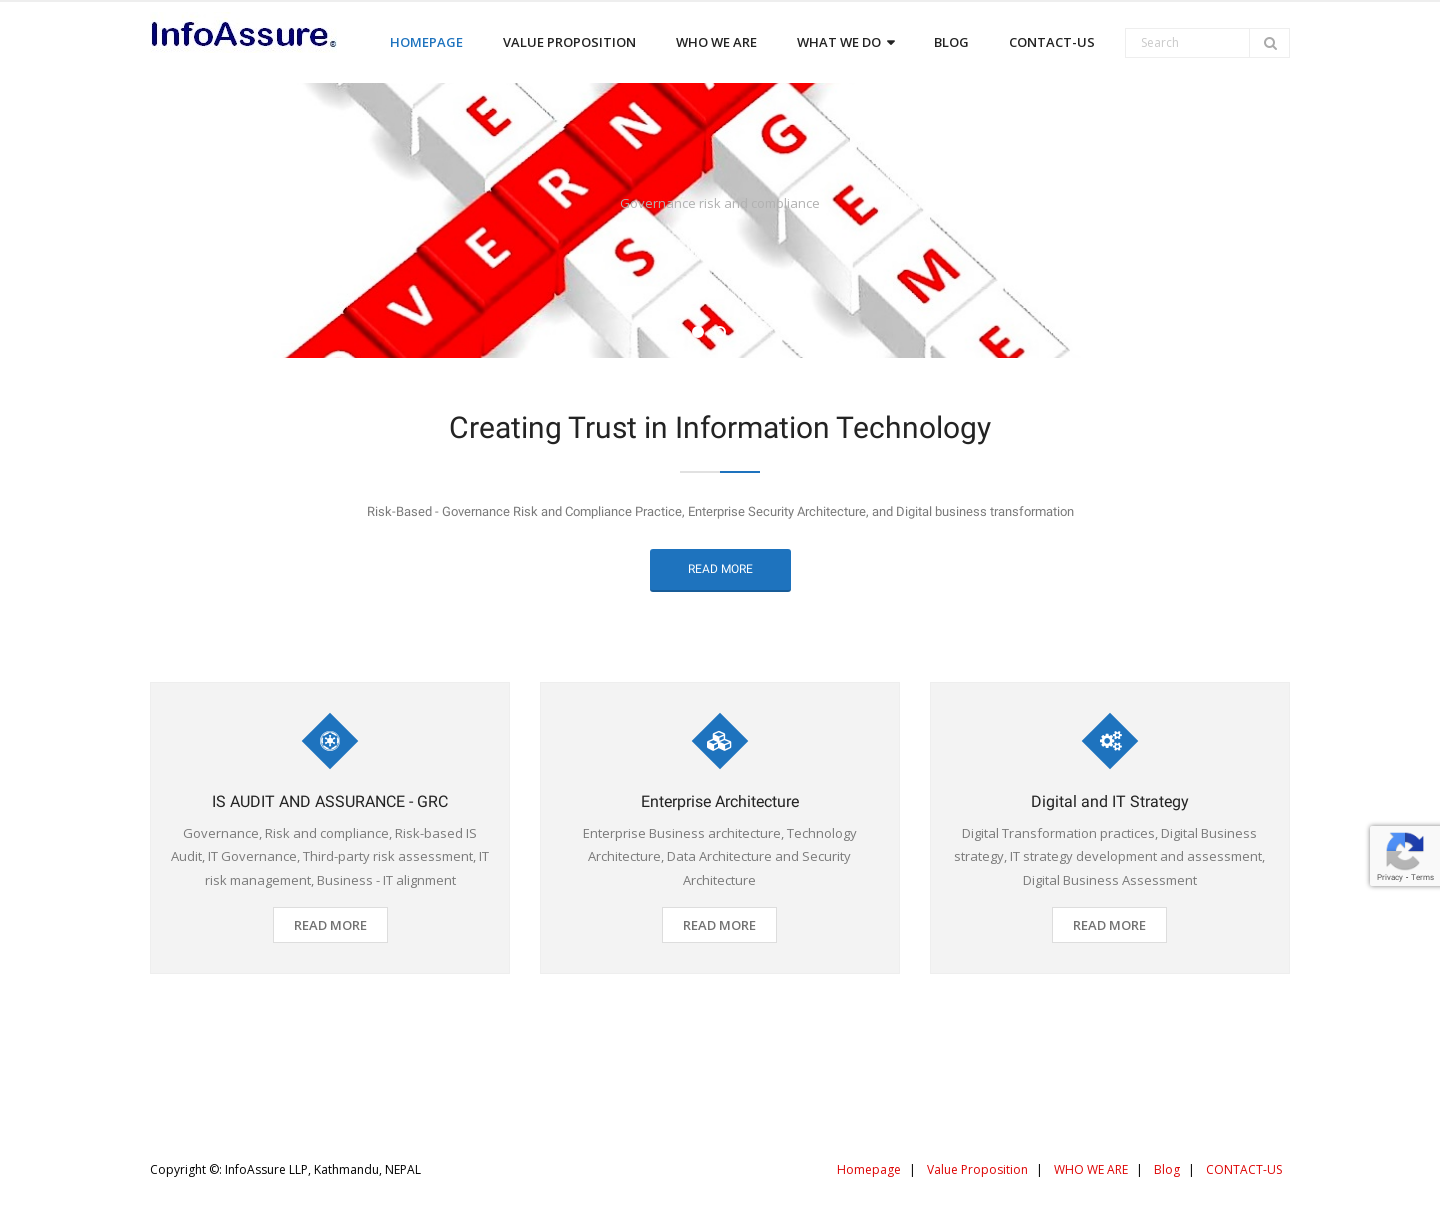 InfoAssure®
HOMEPAGE VALUE PROPOSITION WHO WE ARE WHAT WE DO BLOG CONTACT-US Search
E
N
G
R
E
E
Governance risk and compliance
V
S
M
H
E
Creating Trust in Information Technology
Risk-Based - Governance Risk and Compliance Practice, Enterprise Security Architecture, and Digital business transformation
READ MORE
IS AUDIT AND ASSURANCE - GRC
Governance, Risk and compliance, Risk-based IS
Audit, IT Governance, Third-party risk assessment, IT
risk management, Business - IT alignment
READ MORE
Enterprise Architecture
Enterprise Business architecture, Technology
Architecture, Data Architecture and Security
Architecture
READ MORE
Digital and IT Strategy
Digital Transformation practices, Digital Business
strategy, IT strategy development and assessment,
Digital Business Assessment
READ MORE
Privacy - Terms
Copyright ©: InfoAssure LLP, Kathmandu, NEPAL
Homepage | Value Proposition | WHO WE ARE | Blog | CONTACT-US